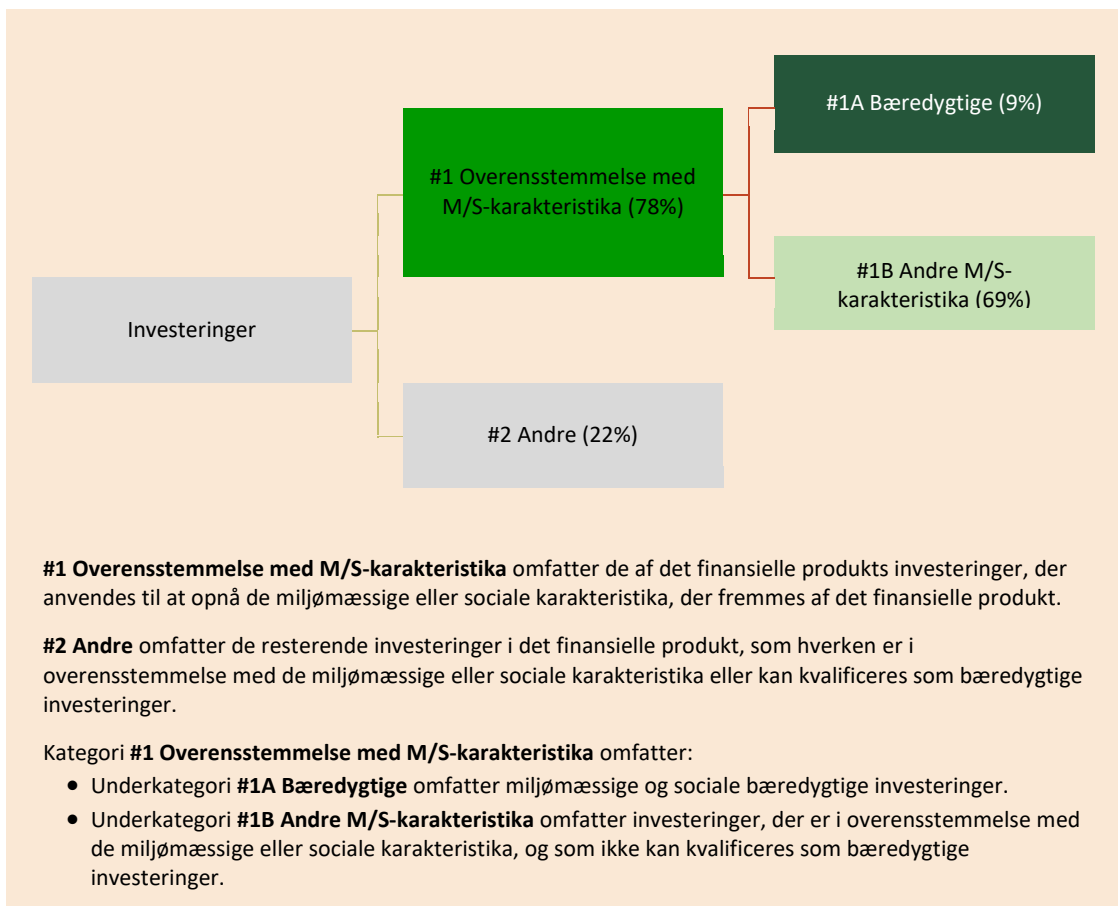 #1A Bæredygtige (9%)
#1 Overensstemmelse med
M/S-karakteristika (78%)
#1B Andre M/S-
karakteristika (69%)
Investeringer
#2 Andre (22%)
#1 Overensstemmelse med M/S-karakteristika omfatter de af det finansielle produkts investeringer, der
anvendes til at opnå de miljømæssige eller sociale karakteristika, der fremmes af det finansielle produkt.
#2 Andre omfatter de resterende investeringer i det finansielle produkt, som hverken er i
overensstemmelse med de miljømæssige eller sociale karakteristika eller kan kvalificeres som bæredygtige
investeringer.
Kategori #1 Overensstemmelse med M/S-karakteristika omfatter:
• Underkategori #1A Bæredygtige omfatter miljømæssige og sociale bæredygtige investeringer.
• Underkategori #1B Andre M/S-karakteristika omfatter investeringer, der er i overensstemmelse med
de miljømæssige eller sociale karakteristika, og som ikke kan kvalificeres som bæredygtige
investeringer.